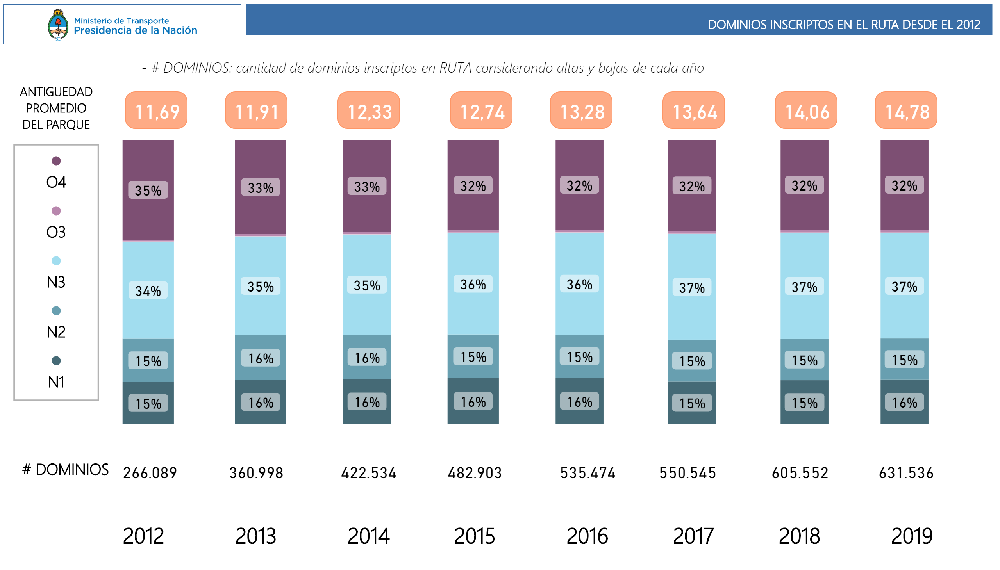 Ministerio de Transporte
Presidencia de la Nación
DOMINIOS INSCRIPTOS EN EL RUTA DESDE EL 2012
- # DOMINIOS: cantidad de dominios inscriptos en RUTA considerando altas y bajas de cada año
ANTIGUEDAD
PROMEDIO
DEL PARQUE
11,69 11,91 12,33 12,74 13,28 13,64 14,06 14,78
O4
O3
N3
N2
N1
35% 33% 33% 32% 32% 32% 32% 32%
34% 35% 35% 36% 36% 37% 37% 37%
15% 16% 16% 15% 15% 15% 15% 15%
15% 16% 16% 16% 16% 15% 15% 16%
# DOMINIOS 266.089 360.998 422.534 482.903 535.474 550.545 605.552 631.536
2012 2013 2014 2015 2016 2017 2018 2019